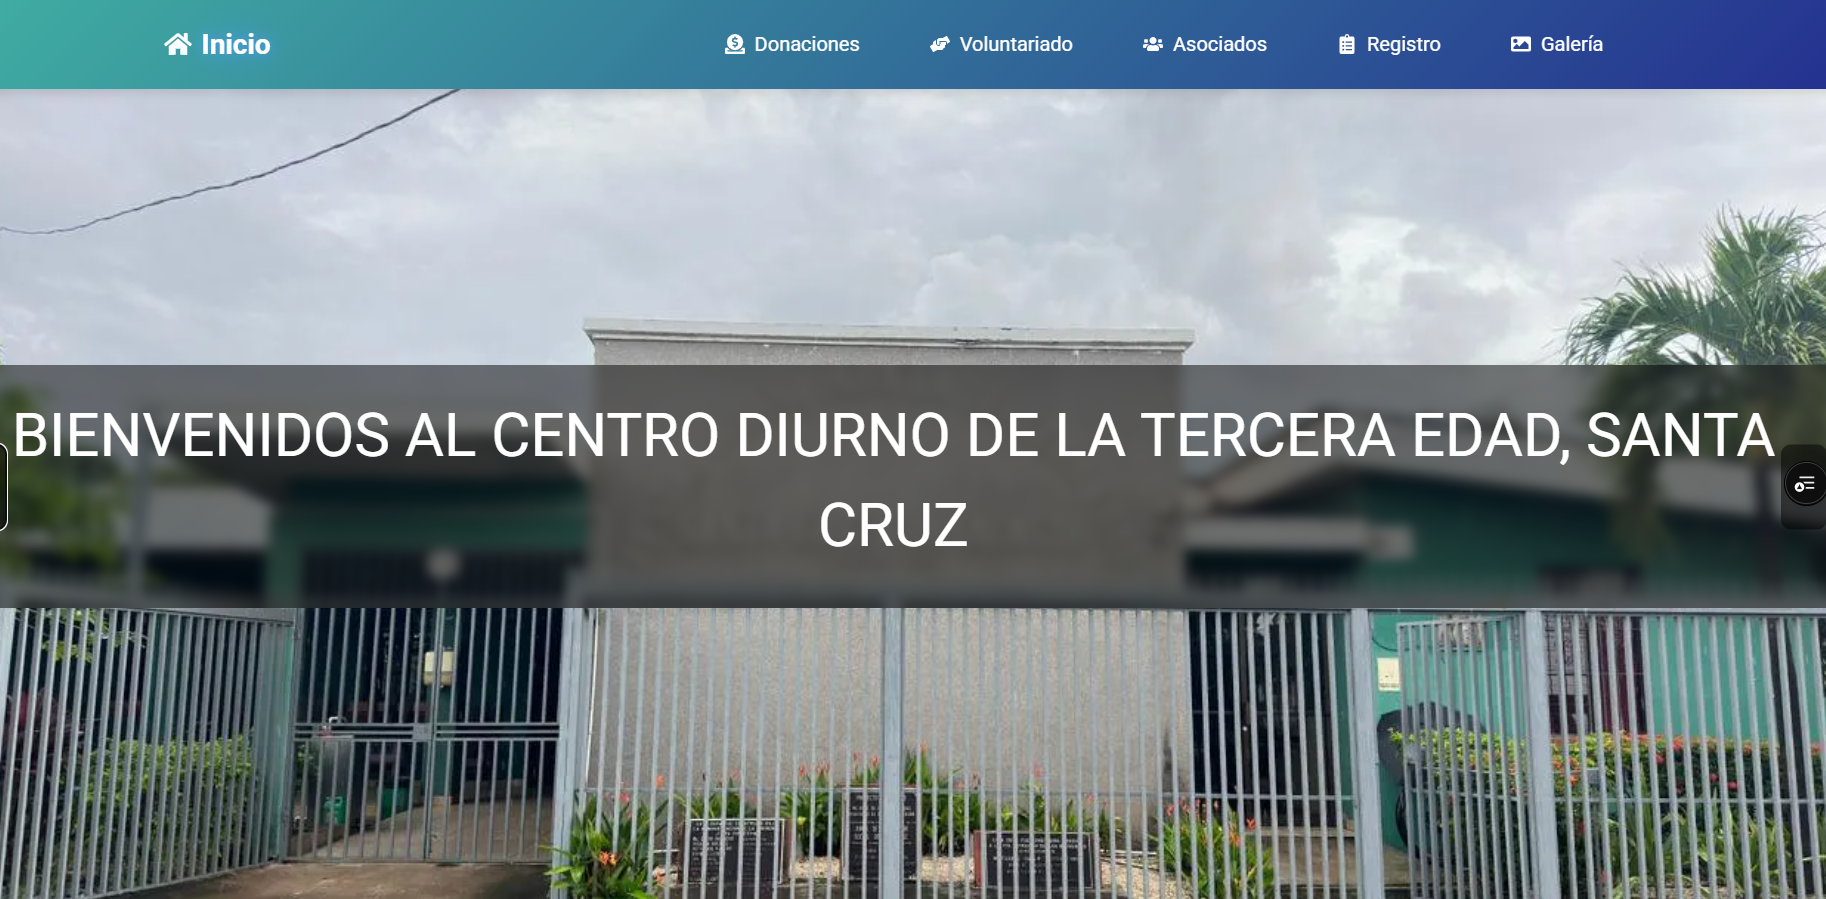 Inicio
Donaciones
Voluntariado
Asociados
Registro
Galería
BIENVENIDOS AL CENTRO DIURNO DE LA TERCERA EDAD, SANTA
CRUZ